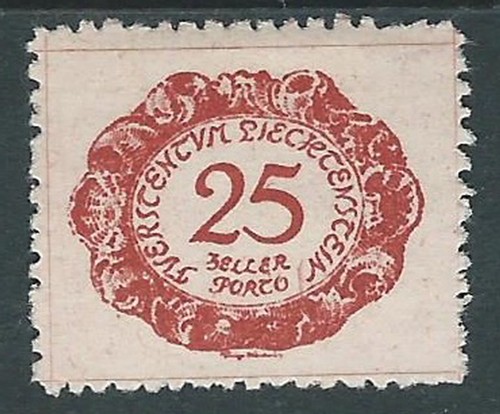 FVERSTENTVM LIECHTENSTEIN
25
HELLER
PORTO